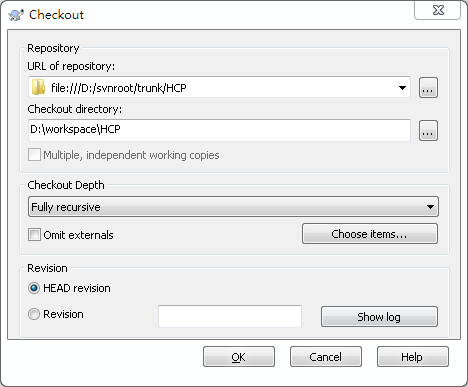 Checkout
Repository
URL of repository:
file:///D:/svnroot/trunk/HCP
...
Checkout directory:
D:\workspace\HCP
...
Multiple, independent working copies
Checkout Depth
Fully recursive
Omit externals
Choose items...
Revision
HEAD revision
Revision
Show log
OK
Cancel
Help